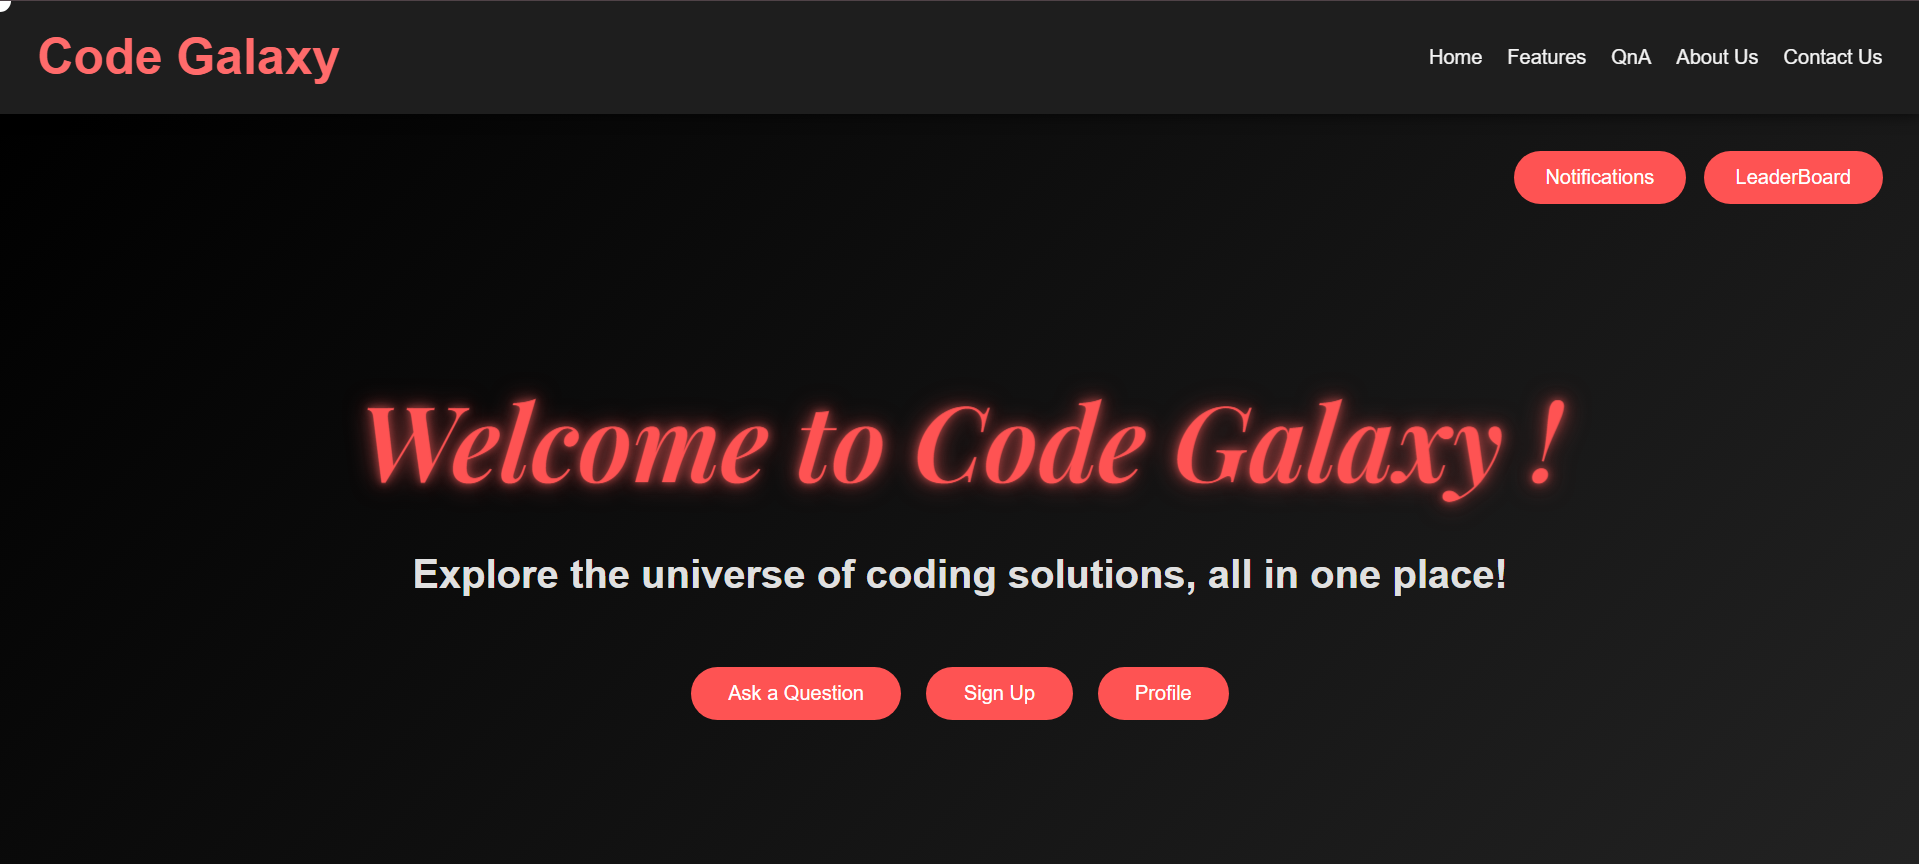 Code Galaxy
Home Features QnA About Us Contact Us
Notifications LeaderBoard
Welcome to Code Galaxy !
Explore the universe of coding solutions, all in one place!
Ask a Question Sign Up Profile